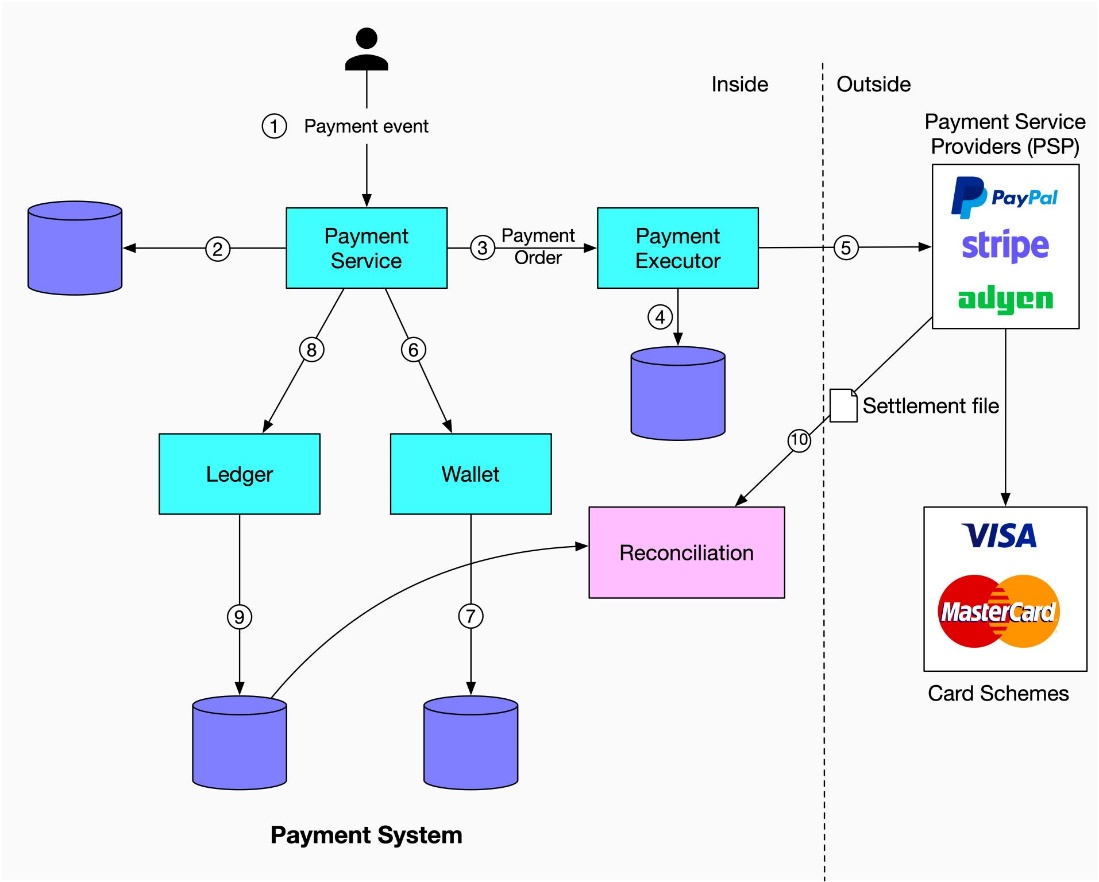 Inside
Outside
Payment Service
Providers (PSP)
1 Payment event
PayPal
stripe
adyen
2
Payment
Service
3 Payment
Order
Payment
Executor
5
4
8
6
Settlement file
10
Ledger
Wallet
Reconciliation
VISA
MasterCard
9
7
Card Schemes
Payment System